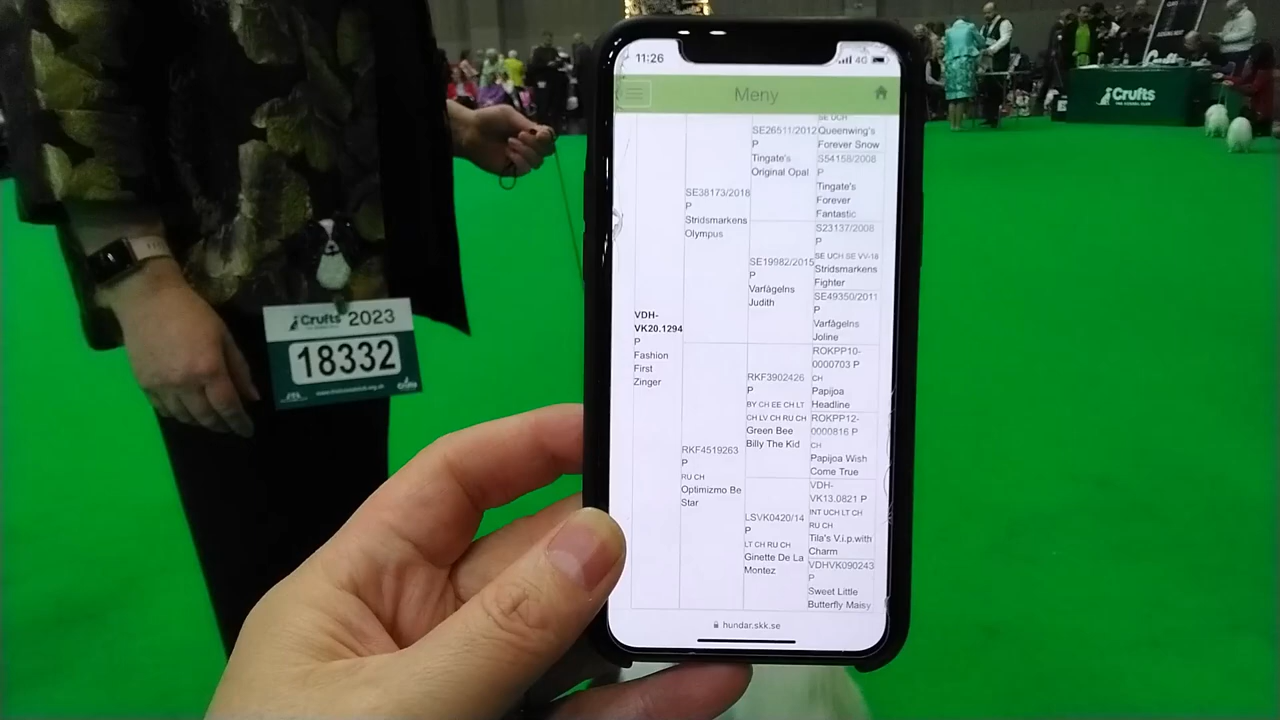 11:26
4G
Meny
SE26511/2012
P
Tingate's
Original Opal
SE UCH
Queenwing's
Forever Snow
S54158/2008
P
Tingate's
Forever
Fantastic
SE38173/2018
P
Stridsmarkens
Olympus
SE19982/2015
P
Varfågelns
Judith
S23137/2008
P
SE UCH SE VV-16
Stridsmarkens
Fighter
SE49350/2011
P
Varfågelns
Joline
VDH-
VK20.1294
P
Fashion
First
Zinger
RKF3902426
P
BY CH EE CH LT
CH LV CH RU CH
Green Bee
Billy The Kid
ROKPP10-
0000703 P
CH
Papijoa
Headline
ROKPP12-
0000816 P
CH
Papijoa Wish
Come True
RKF4519263
P
RU CH
Optimizmo Be
Star
LSVK0420/14
P
LT CH RU CH
Ginette De La
Montez
VDH-
VK13.0821 P
INT UCH LT CH
RU CH
Tila's V.i.p.with
Charm
VDHVK090243
P
Sweet Little
Butterfly Maisy
hundar.skk.se
Crufts 2023
18332
Crufts